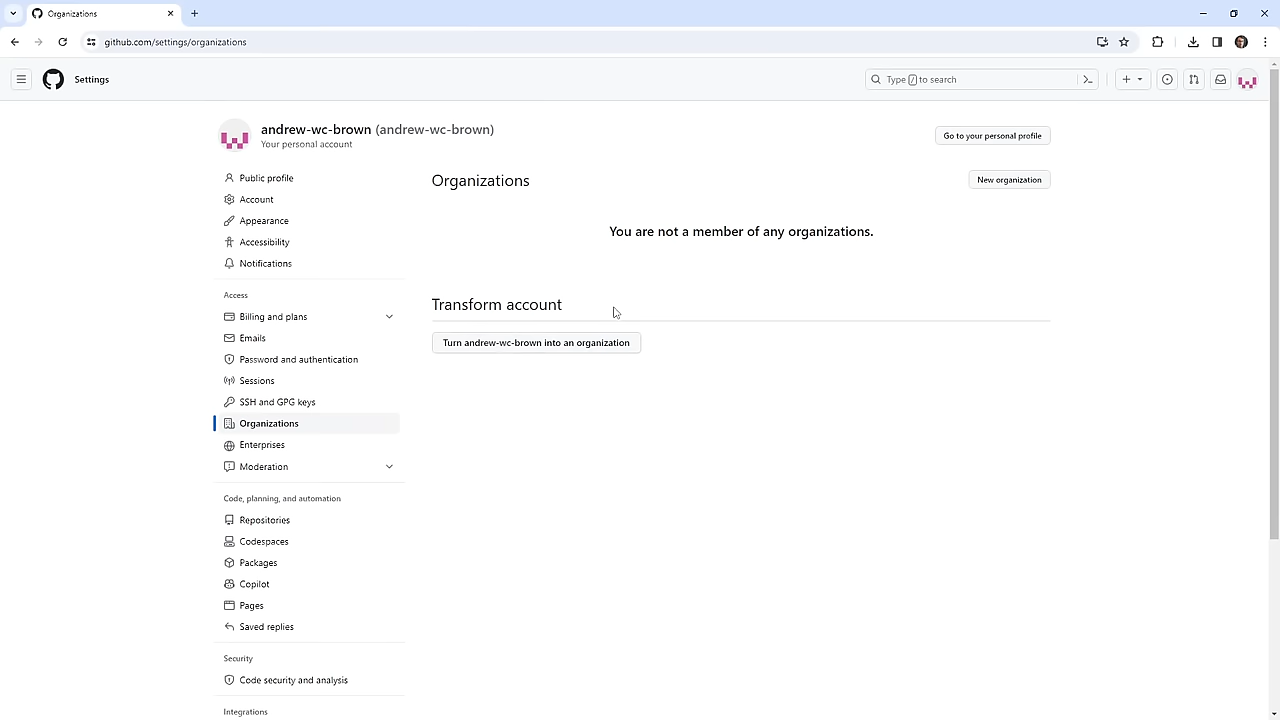 Organizations
github.com/settings/organizations
Settings
Type / to search
andrew-wc-brown (andrew-wc-brown)
Your personal account
Go to your personal profile
Public profile
Account
Appearance
Accessibility
Notifications
Access
Billing and plans
Emails
Password and authentication
Sessions
SSH and GPG keys
Organizations
Enterprises
Moderation
Code, planning, and automation
Repositories
Codespaces
Packages
Copilot
Pages
Saved replies
Security
Code security and analysis
Integrations
Organizations
New organization
You are not a member of any organizations.
Transform account
Turn andrew-wc-brown into an organization